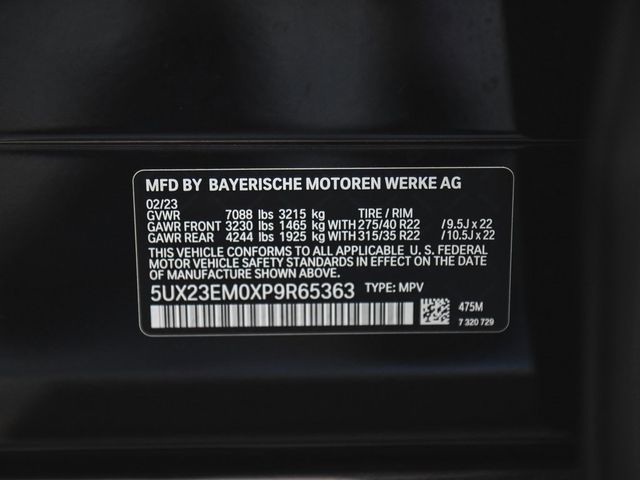 MFD BY BAYERISCHE MOTOREN WERKE AG
02/23
GVWR 7088 lbs 3215 kg TIRE / RIM
GAWR FRONT 3230 lbs 1465 kg WITH 275/40 R22 / 9.5J x 22
GAWR REAR 4244 lbs 1925 kg WITH 315/35 R22 / 10.5J x 22
THIS VEHICLE CONFORMS TO ALL APPLICABLE U.S. FEDERAL
MOTOR VEHICLE SAFETY STANDARDS IN EFFECT ON THE
DATE OF MANUFACTURE SHOWN ABOVE.
5UX23EM0XP9R65363 TYPE: MPV
475M
7 320 729